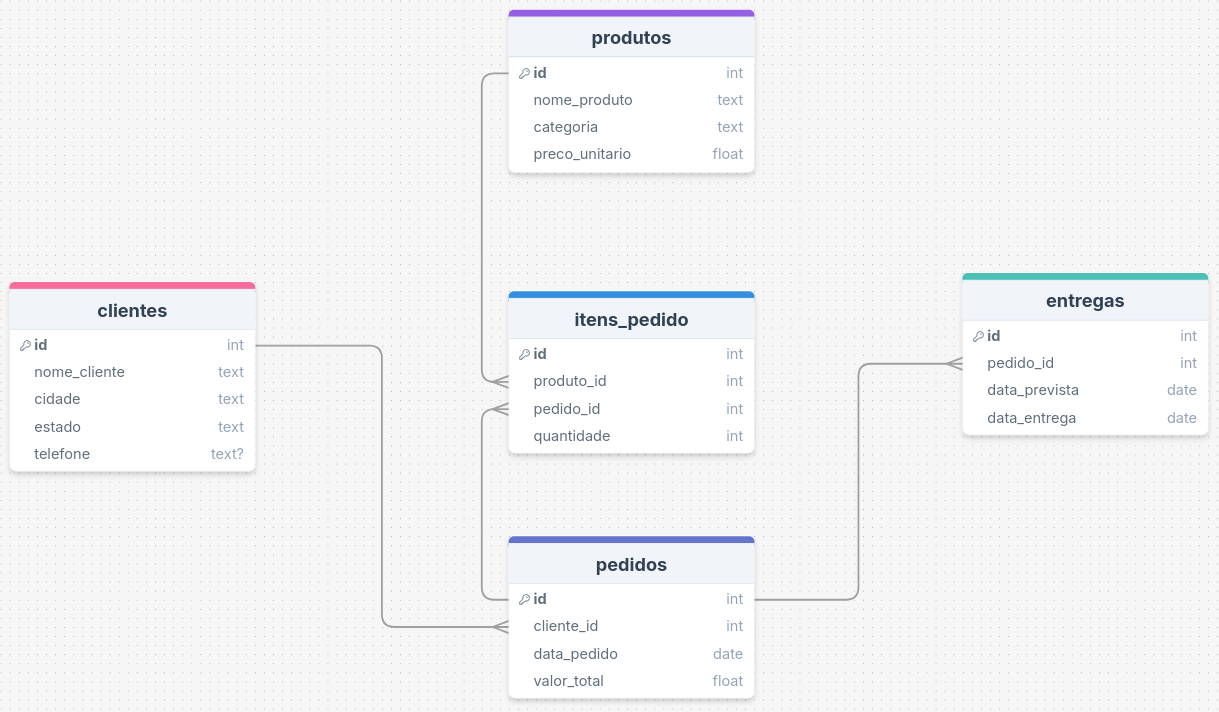 produtos
id int
nome_produto text
categoria text
preco_unitario float
clientes
id int
nome_cliente text
cidade text
estado text
telefone text?
itens_pedido
id int
produto_id int
pedido_id int
quantidade int
entregas
id int
pedido_id int
data_prevista date
data_entrega date
pedidos
id int
cliente_id int
data_pedido date
valor_total float